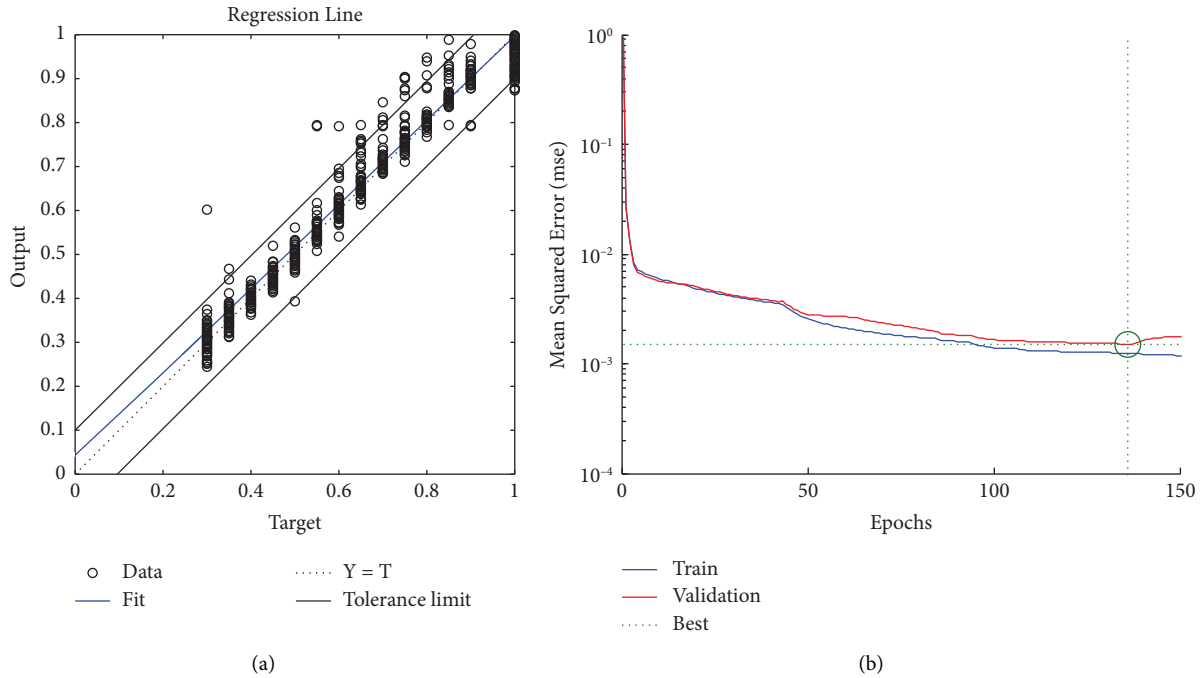 Regression Line
1
0.9
0.8
0.7
0.6
0.5
0.4
0.3
0.2
0.1
0
Output
0
0.2
0.4
0.6
0.8
1
Target
Data
Fit
Y = T
Tolerance limit
(a)
10⁰
10⁻¹
10⁻²
10⁻³
10⁻⁴
Mean Squared Error (mse)
0
50
100
150
Epochs
Train
Validation
Best
(b)